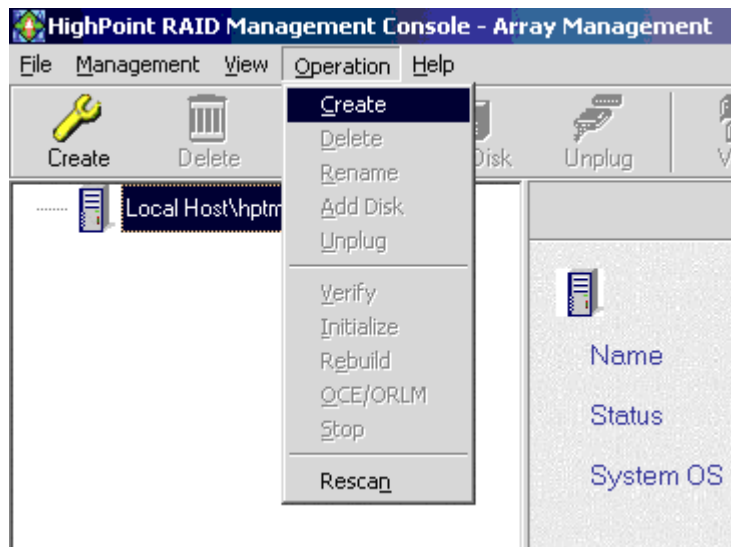 HighPoint RAID Management Console - Array Management
File Management View Operation Help
Create Delete Disk Unplug V
Local Host\hptm
Create
Delete
Rename
Add Disk
Unplug
Verify
Initialize
Rebuild
OCE/ORLM
Stop
Rescan
Name
Status
System OS